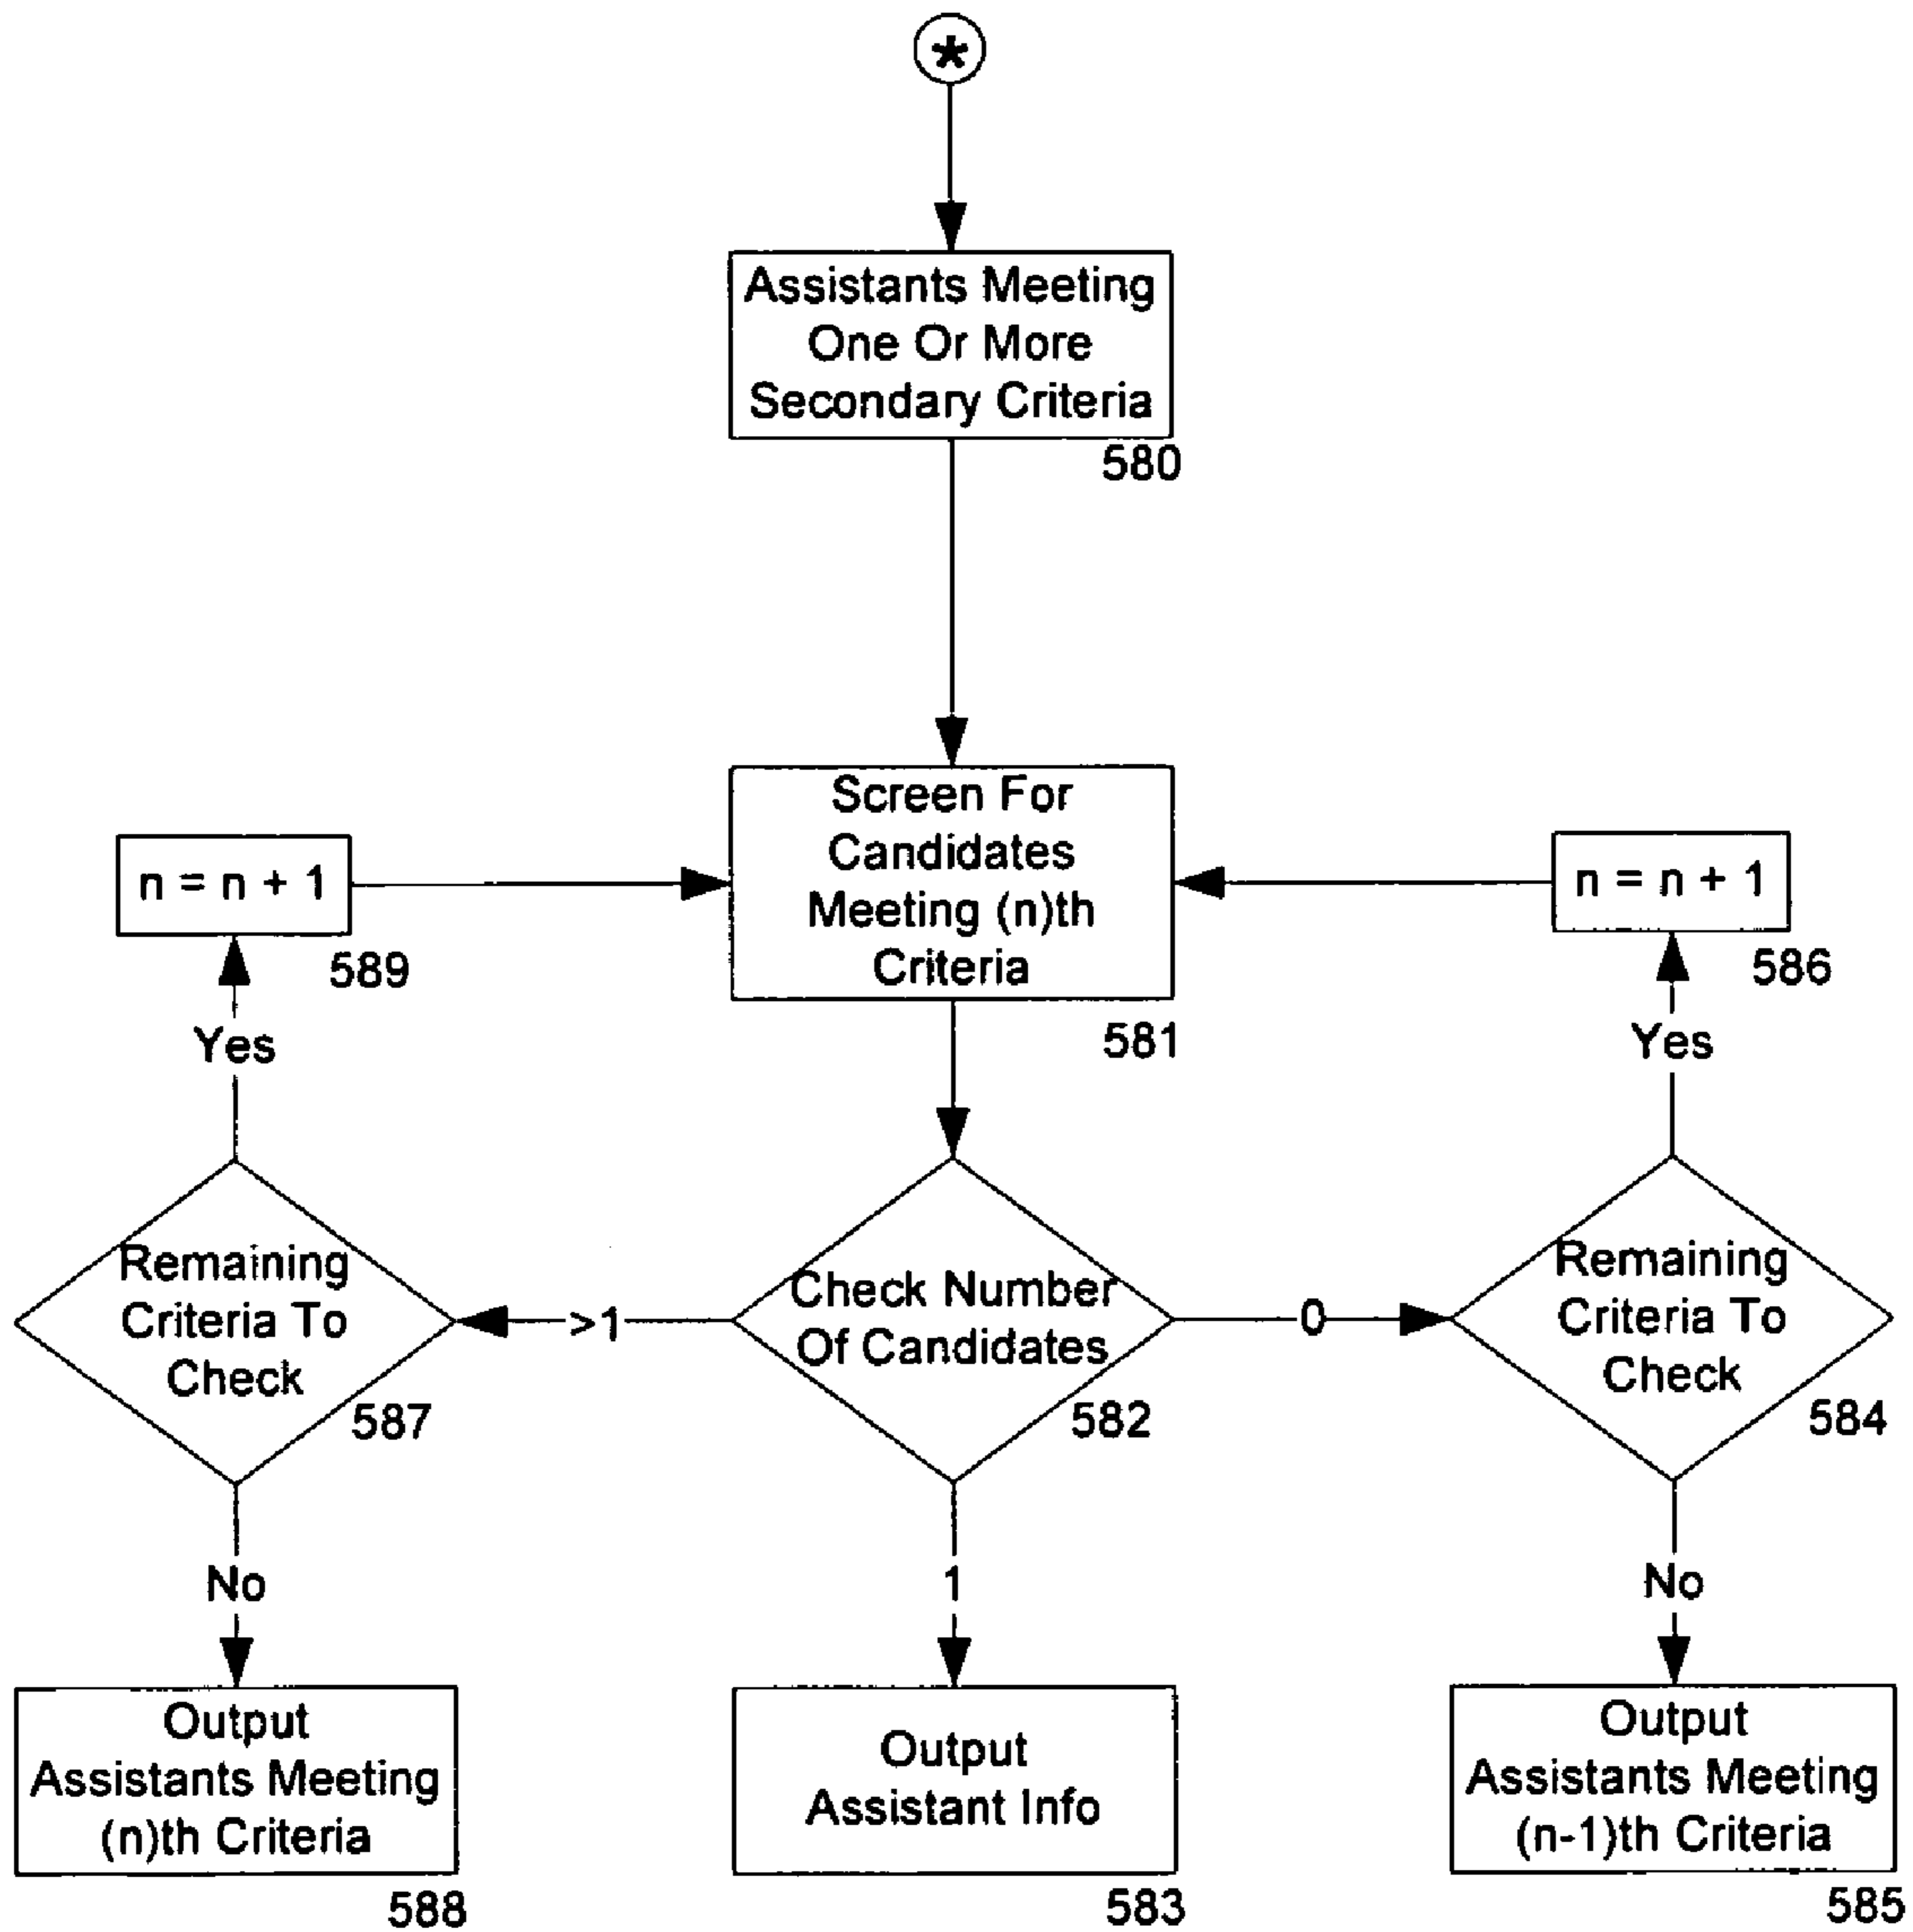 *
Assistants Meeting
One Or More
Secondary Criteria
580
Screen For
Candidates
Meeting (n)th
Criteria
581
n = n + 1
589
n = n + 1
586
Yes
Yes
Remaining
Criteria To
Check
587
>1
Check Number
Of Candidates
582
0
Remaining
Criteria To
Check
584
No
1
No
Output
Assistants Meeting
(n)th Criteria
588
Output
Assistant Info
583
Output
Assistants Meeting
(n-1)th Criteria
585